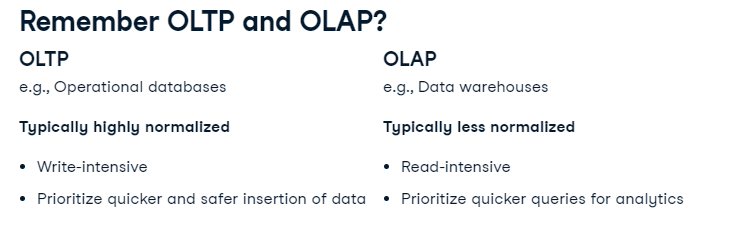 Remember OLTP and OLAP?
OLTP
e.g., Operational databases
Typically highly normalized
• Write-intensive
• Prioritize quicker and safer insertion of data
OLAP
e.g., Data warehouses
Typically less normalized
• Read-intensive
• Prioritize quicker queries for analytics